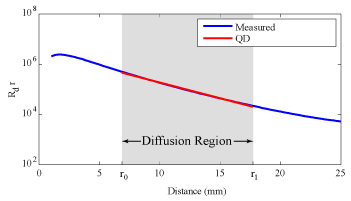 10^8
Measured
QD
10^6
R_d r
10^4
Diffusion Region
10^2
0 5 r_0 10 15 r_1 20 25
Distance (mm)